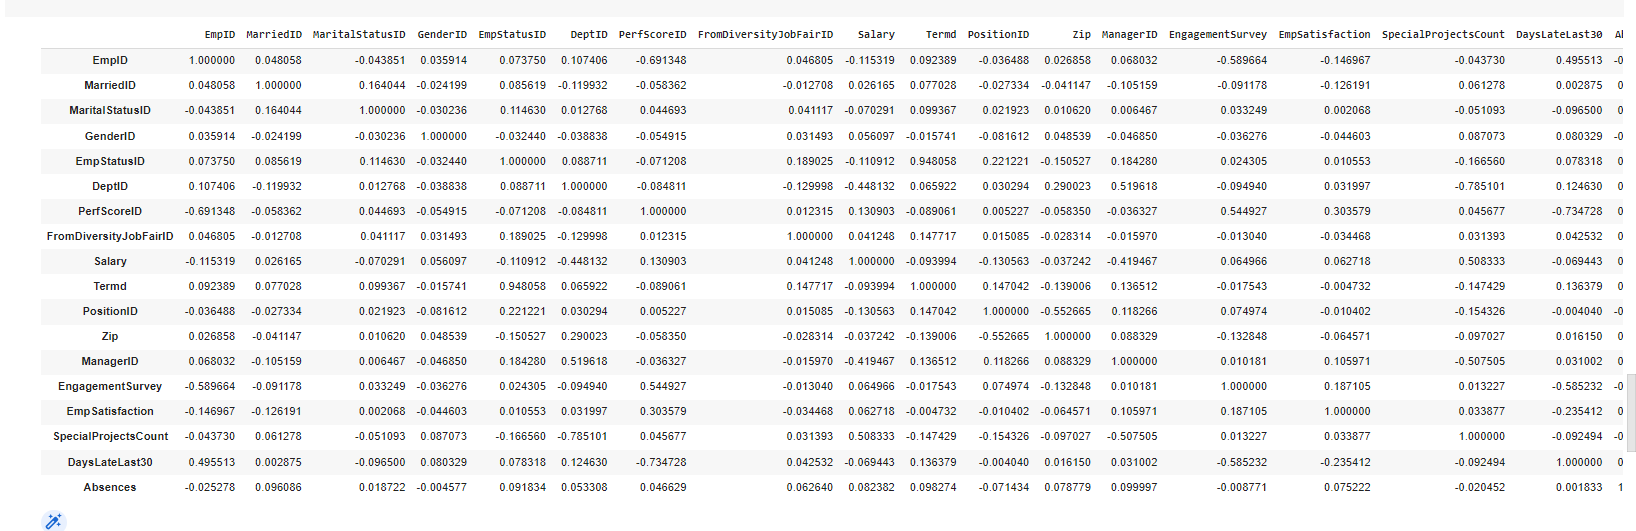 EmpID MarriedID MaritalStatusID GenderID EmpStatusID DeptID PerfScoreID FromDiversityJobFairID Salary Termd PositionID Zip ManagerID EngagementSurvey EmpSatisfaction SpecialProjectsCount DaysLateLast30 Al
EmpID 1.000000 0.048058 -0.043851 0.035914 0.073750 0.107406 -0.691348 0.046805 -0.115319 0.092389 -0.036488 0.026858 0.068032 -0.589664 -0.146967 -0.043730 0.495513 -0
MarriedID 0.048058 1.000000 0.164044 -0.024199 0.085619 -0.119932 -0.058362 -0.012708 0.026165 0.077028 -0.027334 -0.041147 -0.105159 -0.091178 -0.126191 0.061278 0.002875 0
MaritalStatusID -0.043851 0.164044 1.000000 -0.030236 0.114630 0.012768 0.044693 0.041117 -0.070291 0.099367 0.021923 0.010620 0.006467 0.033249 0.002068 -0.051093 -0.096500 0
GenderID 0.035914 -0.024199 -0.030236 1.000000 -0.032440 -0.038838 -0.054915 0.031493 0.056097 -0.015741 -0.081612 0.048539 -0.046850 -0.036276 -0.044603 0.087073 0.080329 -0
EmpStatusID 0.073750 0.085619 0.114630 -0.032440 1.000000 0.088711 -0.071208 0.189025 -0.110912 0.948058 0.221221 -0.150527 0.184280 0.024305 0.010553 -0.166560 0.078318 0
DeptID 0.107406 -0.119932 0.012768 -0.038838 0.088711 1.000000 -0.084811 -0.129998 -0.448132 0.065922 0.030294 0.290023 0.519618 -0.094940 0.031997 -0.785101 0.124630 0
PerfScoreID -0.691348 -0.058362 0.044693 -0.054915 -0.071208 -0.084811 1.000000 0.012315 0.130903 -0.089061 0.005227 -0.058350 -0.036327 0.544927 0.303579 0.045677 -0.734728 0
FromDiversityJobFairID 0.046805 -0.012708 0.041117 0.031493 0.189025 -0.129998 0.012315 1.000000 0.041248 0.147717 0.015085 -0.028314 -0.015970 -0.013040 -0.034468 0.031393 0.042532 0
Salary -0.115319 0.026165 -0.070291 0.056097 -0.110912 -0.448132 0.130903 0.041248 1.000000 -0.093994 -0.130563 -0.037242 -0.419467 0.064966 0.062718 0.508333 -0.069443 0
Termd 0.092389 0.077028 0.099367 -0.015741 0.948058 0.065922 -0.089061 0.147717 -0.093994 1.000000 0.147042 -0.139006 0.136512 -0.017543 -0.004732 -0.147429 0.136379 0
PositionID -0.036488 -0.027334 0.021923 -0.081612 0.221221 0.030294 0.005227 0.015085 -0.130563 0.147042 1.000000 -0.552665 0.118266 0.074974 -0.010402 -0.154326 -0.004040 -0
Zip 0.026858 -0.041147 0.010620 0.048539 -0.150527 0.290023 -0.058350 -0.028314 -0.037242 -0.139006 -0.552665 1.000000 0.088329 -0.132848 -0.064571 -0.097027 0.016150 0
ManagerID 0.068032 -0.105159 0.006467 -0.046850 0.184280 0.519618 -0.036327 -0.015970 -0.419467 0.136512 0.118266 0.088329 1.000000 0.010181 0.105971 -0.507505 0.031002 0
EngagementSurvey -0.589664 -0.091178 0.033249 -0.036276 0.024305 -0.094940 0.544927 -0.013040 0.064966 -0.017543 0.074974 -0.132848 0.010181 1.000000 0.187105 0.013227 -0.585232 -0
EmpSatisfaction -0.146967 -0.126191 0.002068 -0.044603 0.010553 0.031997 0.303579 -0.034468 0.062718 -0.004732 -0.010402 -0.064571 0.105971 0.187105 1.000000 0.033877 -0.235412 0
SpecialProjectsCount -0.043730 0.061278 -0.051093 0.087073 -0.166560 -0.785101 0.045677 0.031393 0.508333 -0.147429 -0.154326 -0.097027 -0.507505 0.013227 0.033877 1.000000 -0.092494 -0
DaysLateLast30 0.495513 0.002875 -0.096500 0.080329 0.078318 0.124630 -0.734728 0.042532 -0.069443 0.136379 -0.004040 0.016150 0.031002 -0.585232 -0.235412 -0.092494 1.000000 0
Absences -0.025278 0.096086 0.018722 -0.004577 0.091834 0.053308 0.046629 0.062640 0.082382 0.098274 -0.071434 0.078779 0.099997 -0.008771 0.075222 -0.020452 0.001833 1